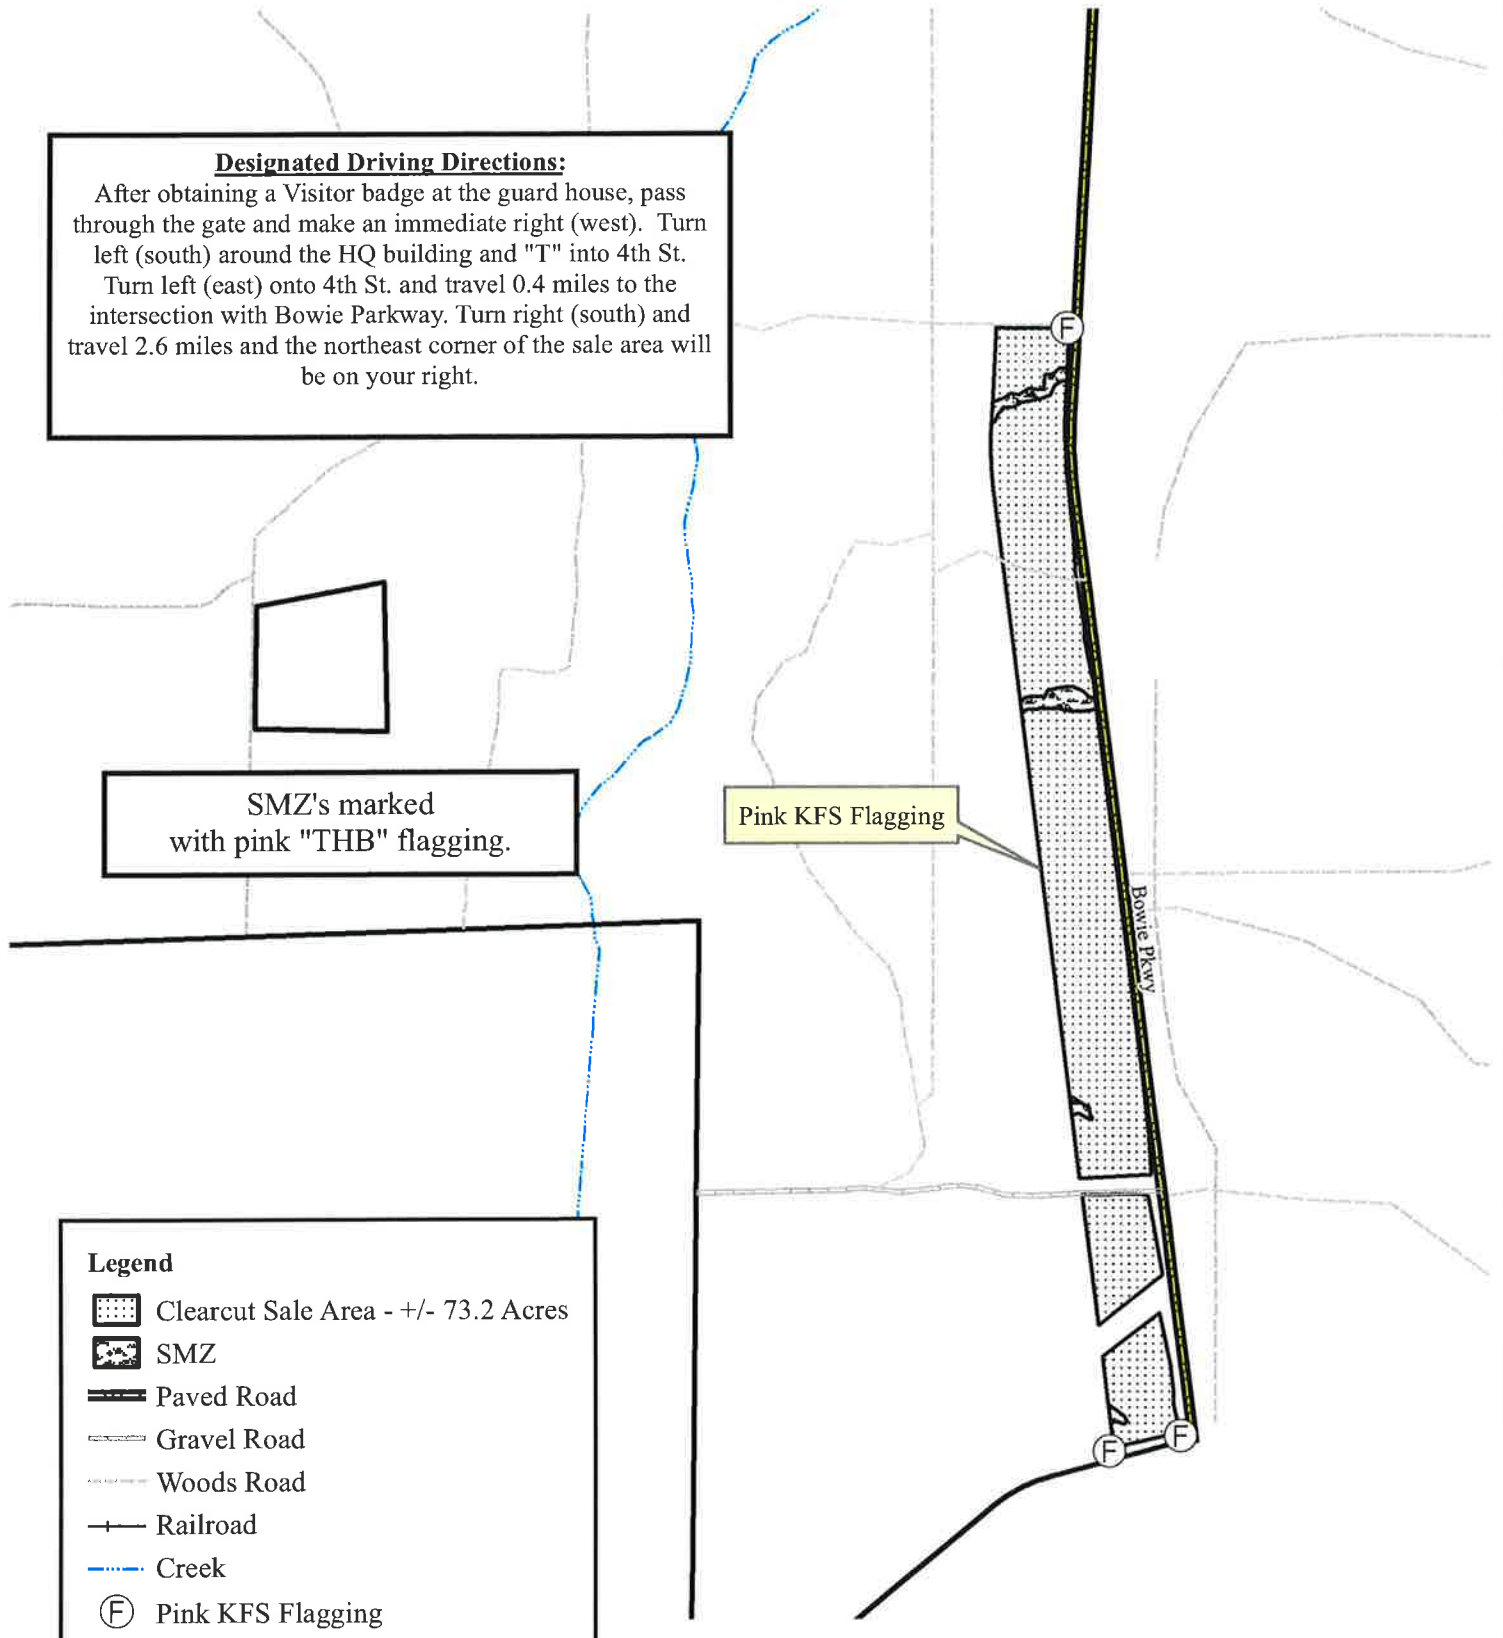 Designated Driving Directions:
After obtaining a Visitor badge at the guard house, pass
through the gate and make an immediate right (west).  Turn
left (south) around the HQ building and "T" into 4th St.
Turn left (east) onto 4th St. and travel 0.4 miles to the
intersection with Bowie Parkway. Turn right (south) and
travel 2.6 miles and the northeast corner of the sale area will
be on your right.
F
SMZ's marked
with pink "THB" flagging.
Pink KFS Flagging
Bowie Pkwy
F
F
Legend
Clearcut Sale Area - +/- 73.2 Acres
SMZ
Paved Road
Gravel Road
Woods Road
Railroad
Creek
F Pink KFS Flagging